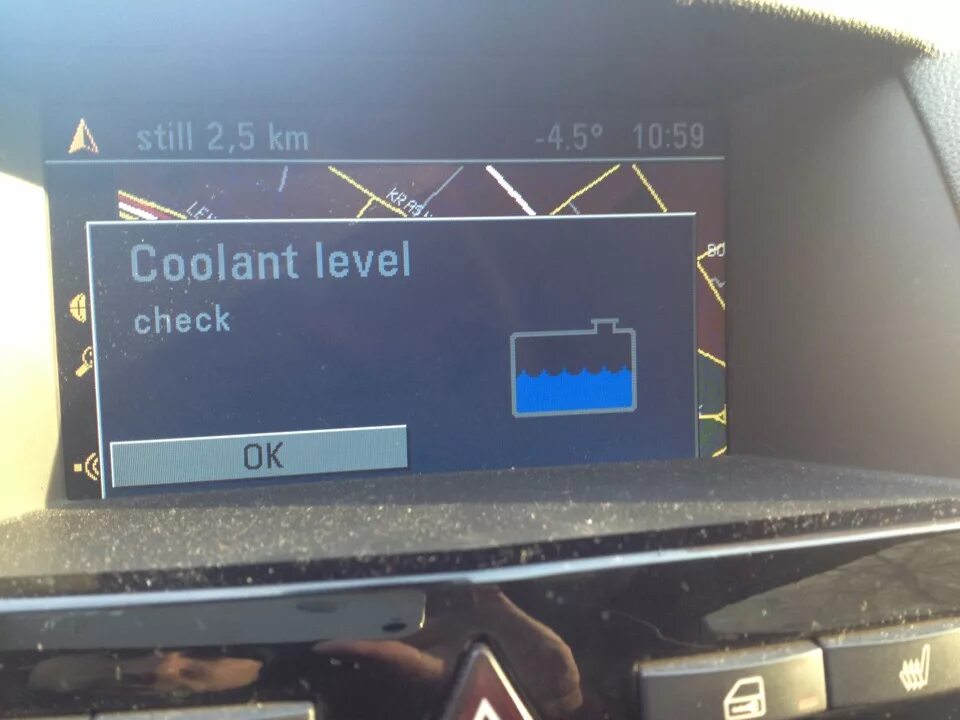 still 2,5 km -4.5° 10:59
Coolant level
check
OK